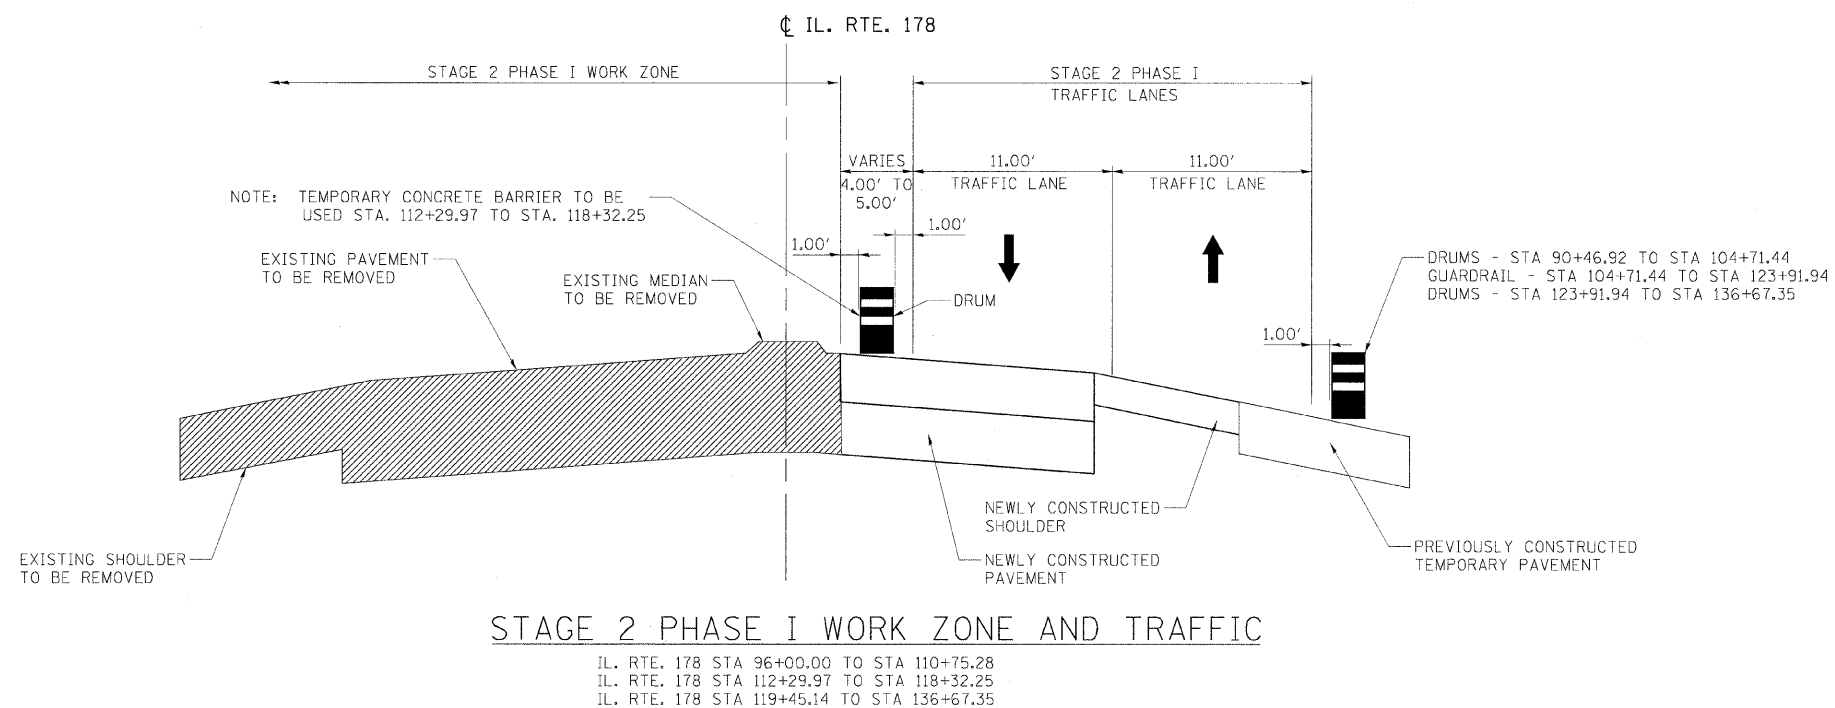 ℄ IL. RTE. 178
STAGE 2 PHASE I WORK ZONE
STAGE 2 PHASE I
TRAFFIC LANES
VARIES
4.00' TO
5.00'
11.00'
TRAFFIC LANE
11.00'
TRAFFIC LANE
NOTE: TEMPORARY CONCRETE BARRIER TO BE
USED STA. 112+29.97 TO STA. 118+32.25
1.00'
1.00'
EXISTING PAVEMENT
TO BE REMOVED
EXISTING MEDIAN
TO BE REMOVED
DRUM
DRUMS - STA 90+46.92 TO STA 104+71.44
GUARDRAIL - STA 104+71.44 TO STA 123+91.94
DRUMS - STA 123+91.94 TO STA 136+67.35
1.00'
NEWLY CONSTRUCTED
SHOULDER
EXISTING SHOULDER
TO BE REMOVED
NEWLY CONSTRUCTED
PAVEMENT
PREVIOUSLY CONSTRUCTED
TEMPORARY PAVEMENT
STAGE 2 PHASE I WORK ZONE AND TRAFFIC
IL. RTE. 178 STA 96+00.00 TO STA 110+75.28
IL. RTE. 178 STA 112+29.97 TO STA 118+32.25
IL. RTE. 178 STA 119+45.14 TO STA 136+67.35